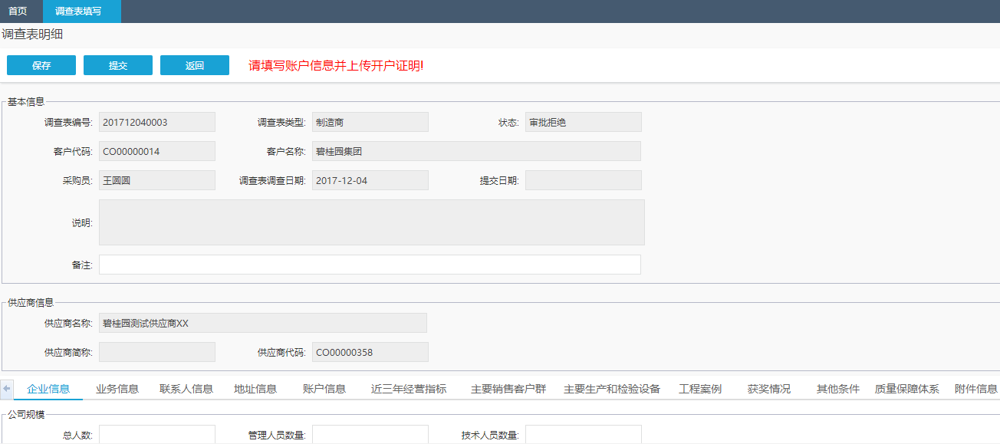 首页 调查表填写
调查表明细
保存 提交 返回 请填写账户信息并上传开户证明!
基本信息
调查表编号: 201712040003 调查表类型: 制造商 状态: 审批拒绝
客户代码: CO00000014 客户名称: 碧桂园集团
采购员: 王圆圆 调查表调查日期: 2017-12-04 提交日期:
说明:
备注:
供应商信息
供应商名称: 碧桂园测试供应商XX
供应商简称: 供应商代码: CO00000358
企业信息 业务信息 联系人信息 地址信息 账户信息 近三年经营指标 主要销售客户群 主要生产和检验设备 工程案例 获奖情况 其他条件 质量保障体系 附件信息
公司规模
总人数: 管理人员数量: 技术人员数量: